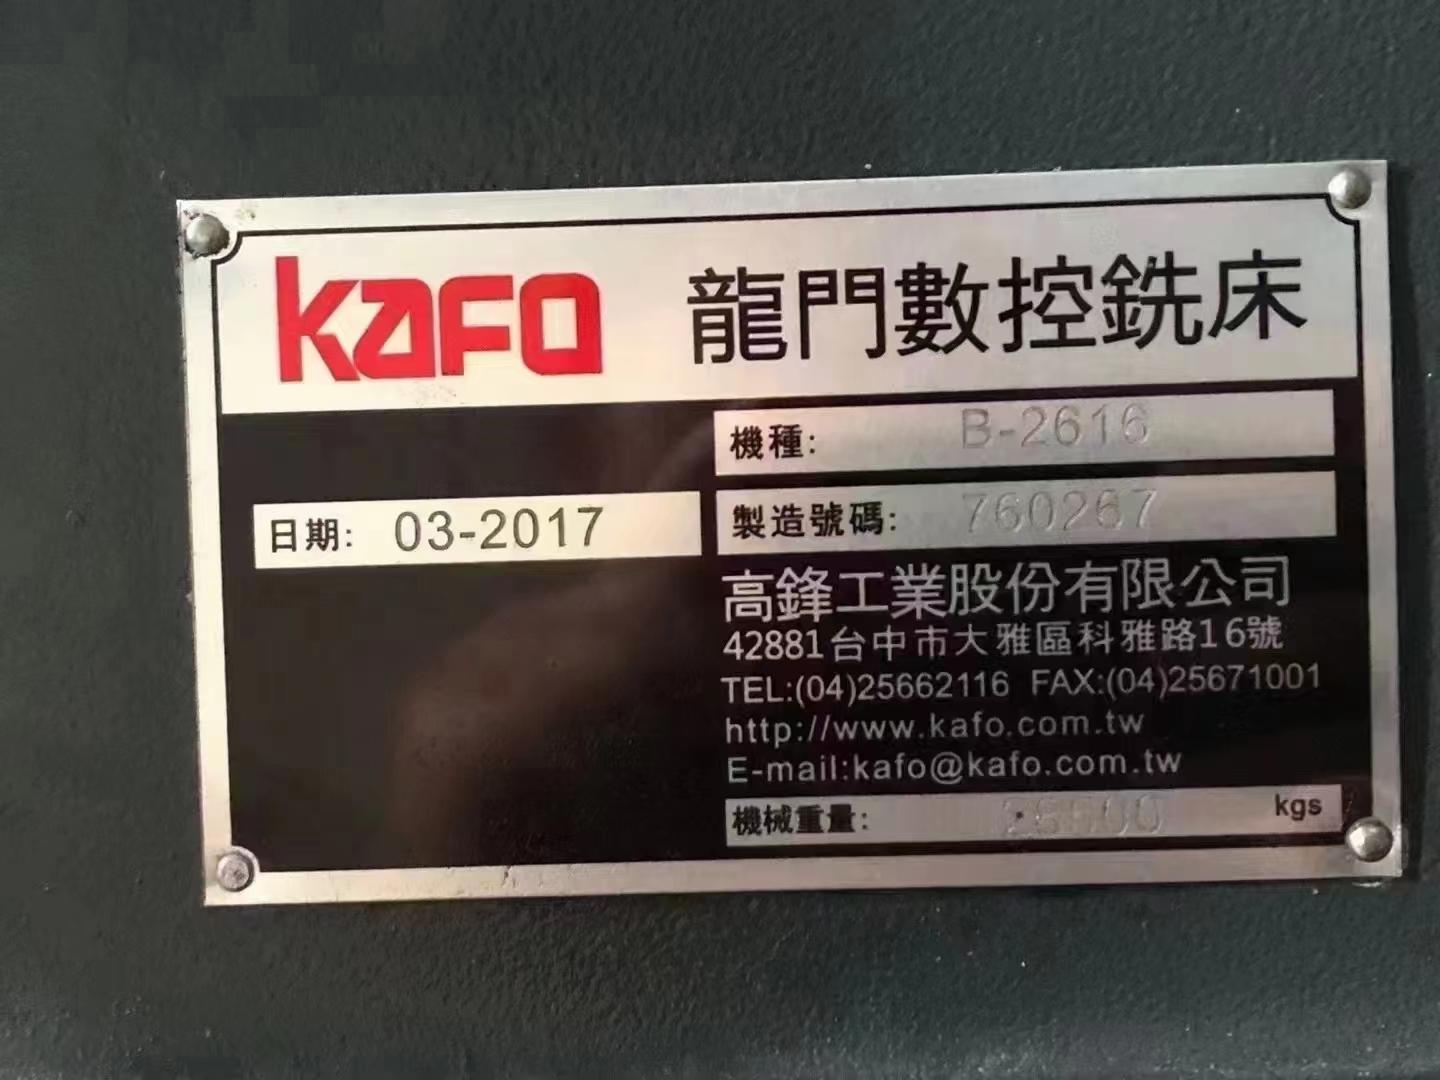 KAFO 龍門數控銑床
機種: B-2616
日期: 03-2017
製造號碼: 760267
高鋒工業股份有限公司
42881台中市大雅區科雅路16號
TEL:(04)25662116 FAX:(04)25671001
http://www.kafo.com.tw
E-mail:kafo@kafo.com.tw
機械重量: kgs